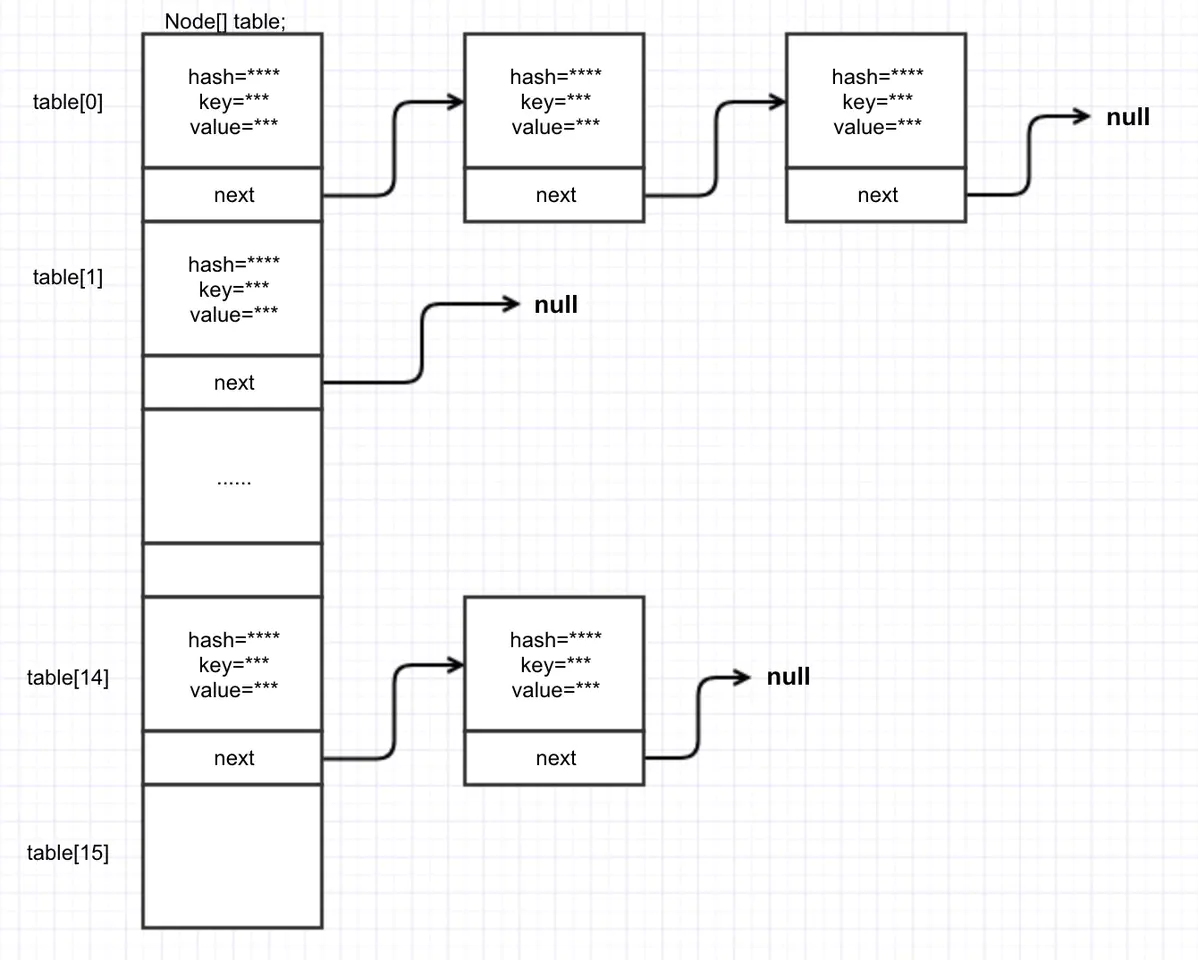 Node[] table;
table[0]
hash=****
key=***
value=***
next
hash=****
key=***
value=***
next
hash=****
key=***
value=***
next
null
table[1]
hash=****
key=***
value=***
next
null
......
table[14]
hash=****
key=***
value=***
next
hash=****
key=***
value=***
next
null
table[15]